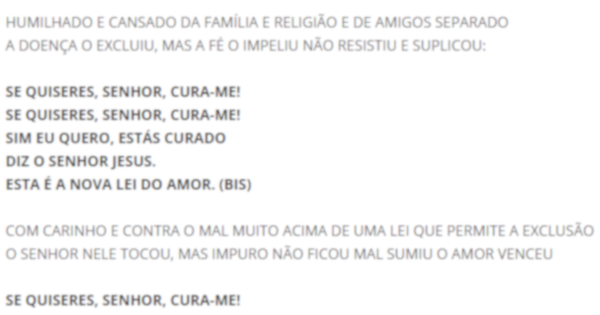 HUMILHADO E CANSADO DA FAMÍLIA E RELIGIÃO E DE AMIGOS SEPARADO
A DOENÇA O EXCLUIU, MAS A FÉ O IMPELIU NÃO RESISTIU E SUPLICOU:
SE QUISERES, SENHOR, CURA-ME!
SE QUISERES, SENHOR, CURA-ME!
SIM EU QUERO, ESTÁS CURADO
DIZ O SENHOR JESUS.
ESTA É A NOVA LEI DO AMOR. (BIS)
COM CARINHO E CONTRA O MAL MUITO ACIMA DE UMA LEI QUE PERMITE A EXCLUSÃO
O SENHOR NELE TOCOU, MAS IMPURO NÃO FICOU MAL SUMIU O AMOR VENCEU
SE QUISERES, SENHOR, CURA-ME!